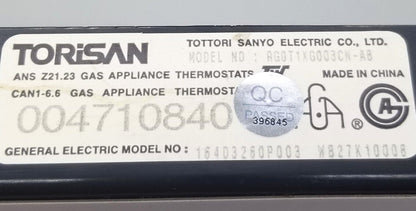 TORiSAN
TOTTORI SANYO ELECTRIC CO., LTD.
MODEL NO : RGOT1XG003CN-AB
ANS Z21.23 GAS APPLIANCE THERMOSTATS
MADE IN CHINA
CAN1-6.6 GAS APPLIANCE THERMOSTAT
004710840
QC
PASSED
396845
GENERAL ELECTRIC MODEL NO : 164D3260P003 WB27K10008